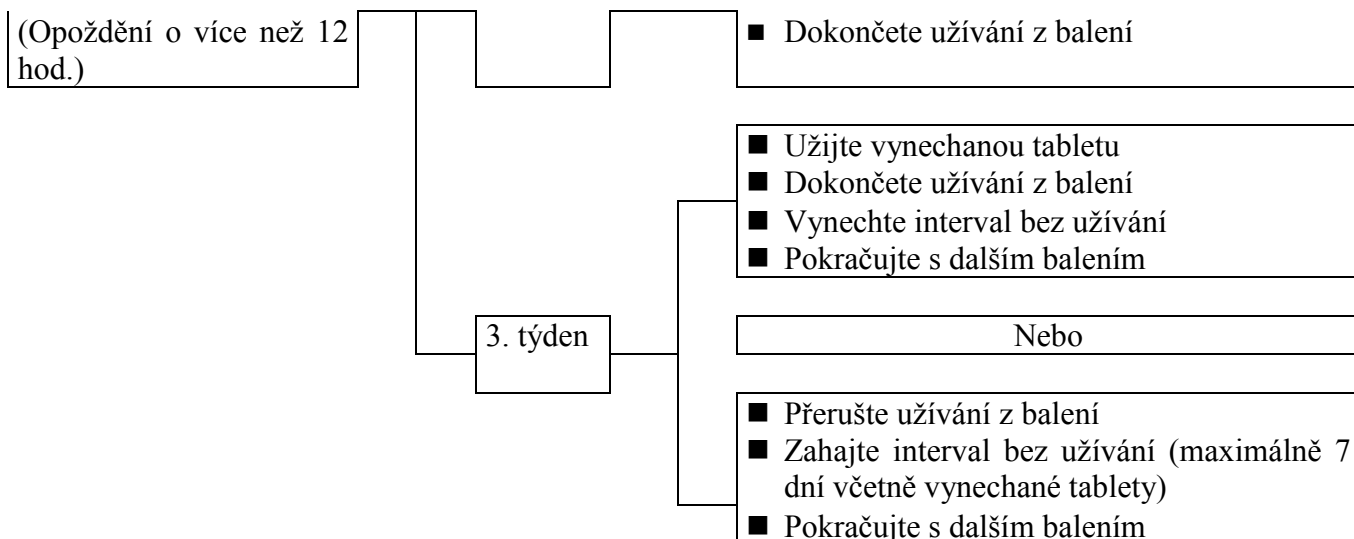 (Opoždění o více než 12
hod.)
■ Dokončete užívání z balení
■ Užijte vynechanou tabletu
■ Dokončete užívání z balení
■ Vynechte interval bez užívání
■ Pokračujte s dalším balením
3. týden
Nebo
■ Přerušte užívání z balení
■ Zahajte interval bez užívání (maximálně 7
dní včetně vynechané tablety)
■ Pokračujte s dalším balením